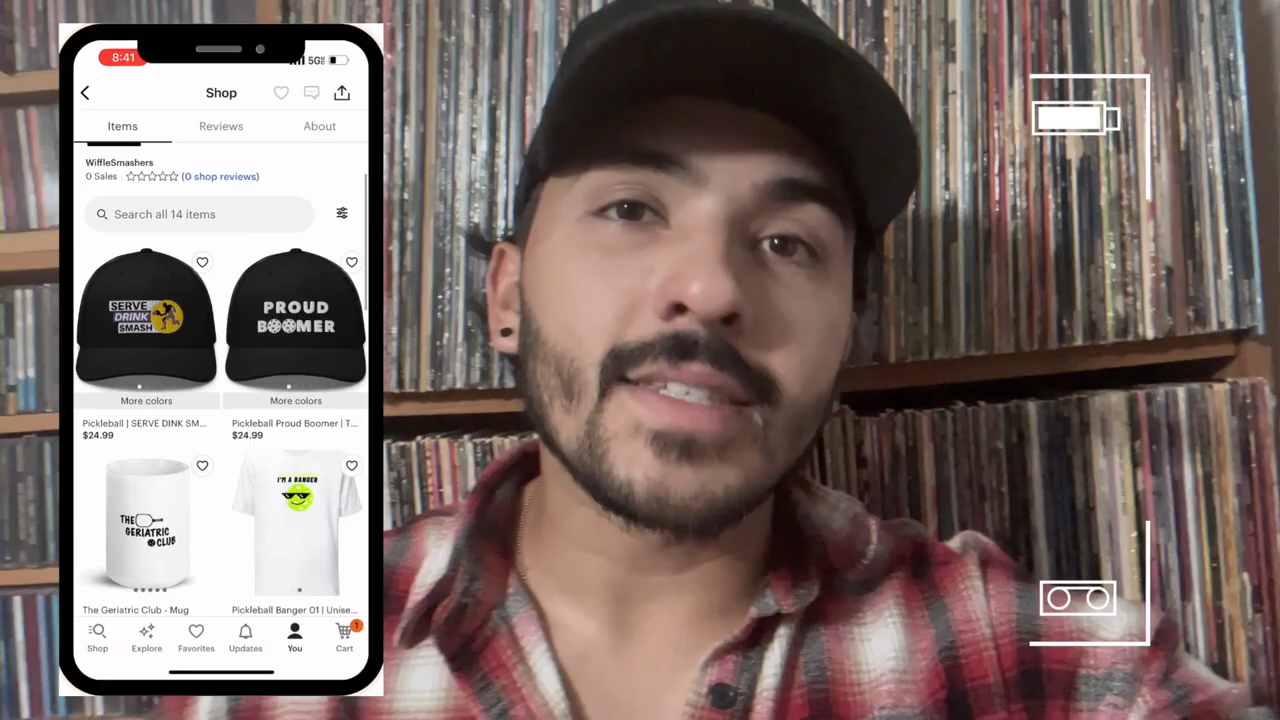 8:41
5G
Shop
Items
Reviews
About
WiffleSmashers
0 Sales
(0 shop reviews)
Search all 14 items
SERVE
DRINK
SMASH
PROUD
BOOMER
More colors
More colors
Pickleball | SERVE DINK SM...
$24.99
Pickleball Proud Boomer | T...
$24.99
THE
GERIATRIC
CLUB
I'M A BANGER
The Geriatric Club - Mug
Pickleball Banger 01 | Unise...
Shop
Explore
Favorites
Updates
You
Cart
1